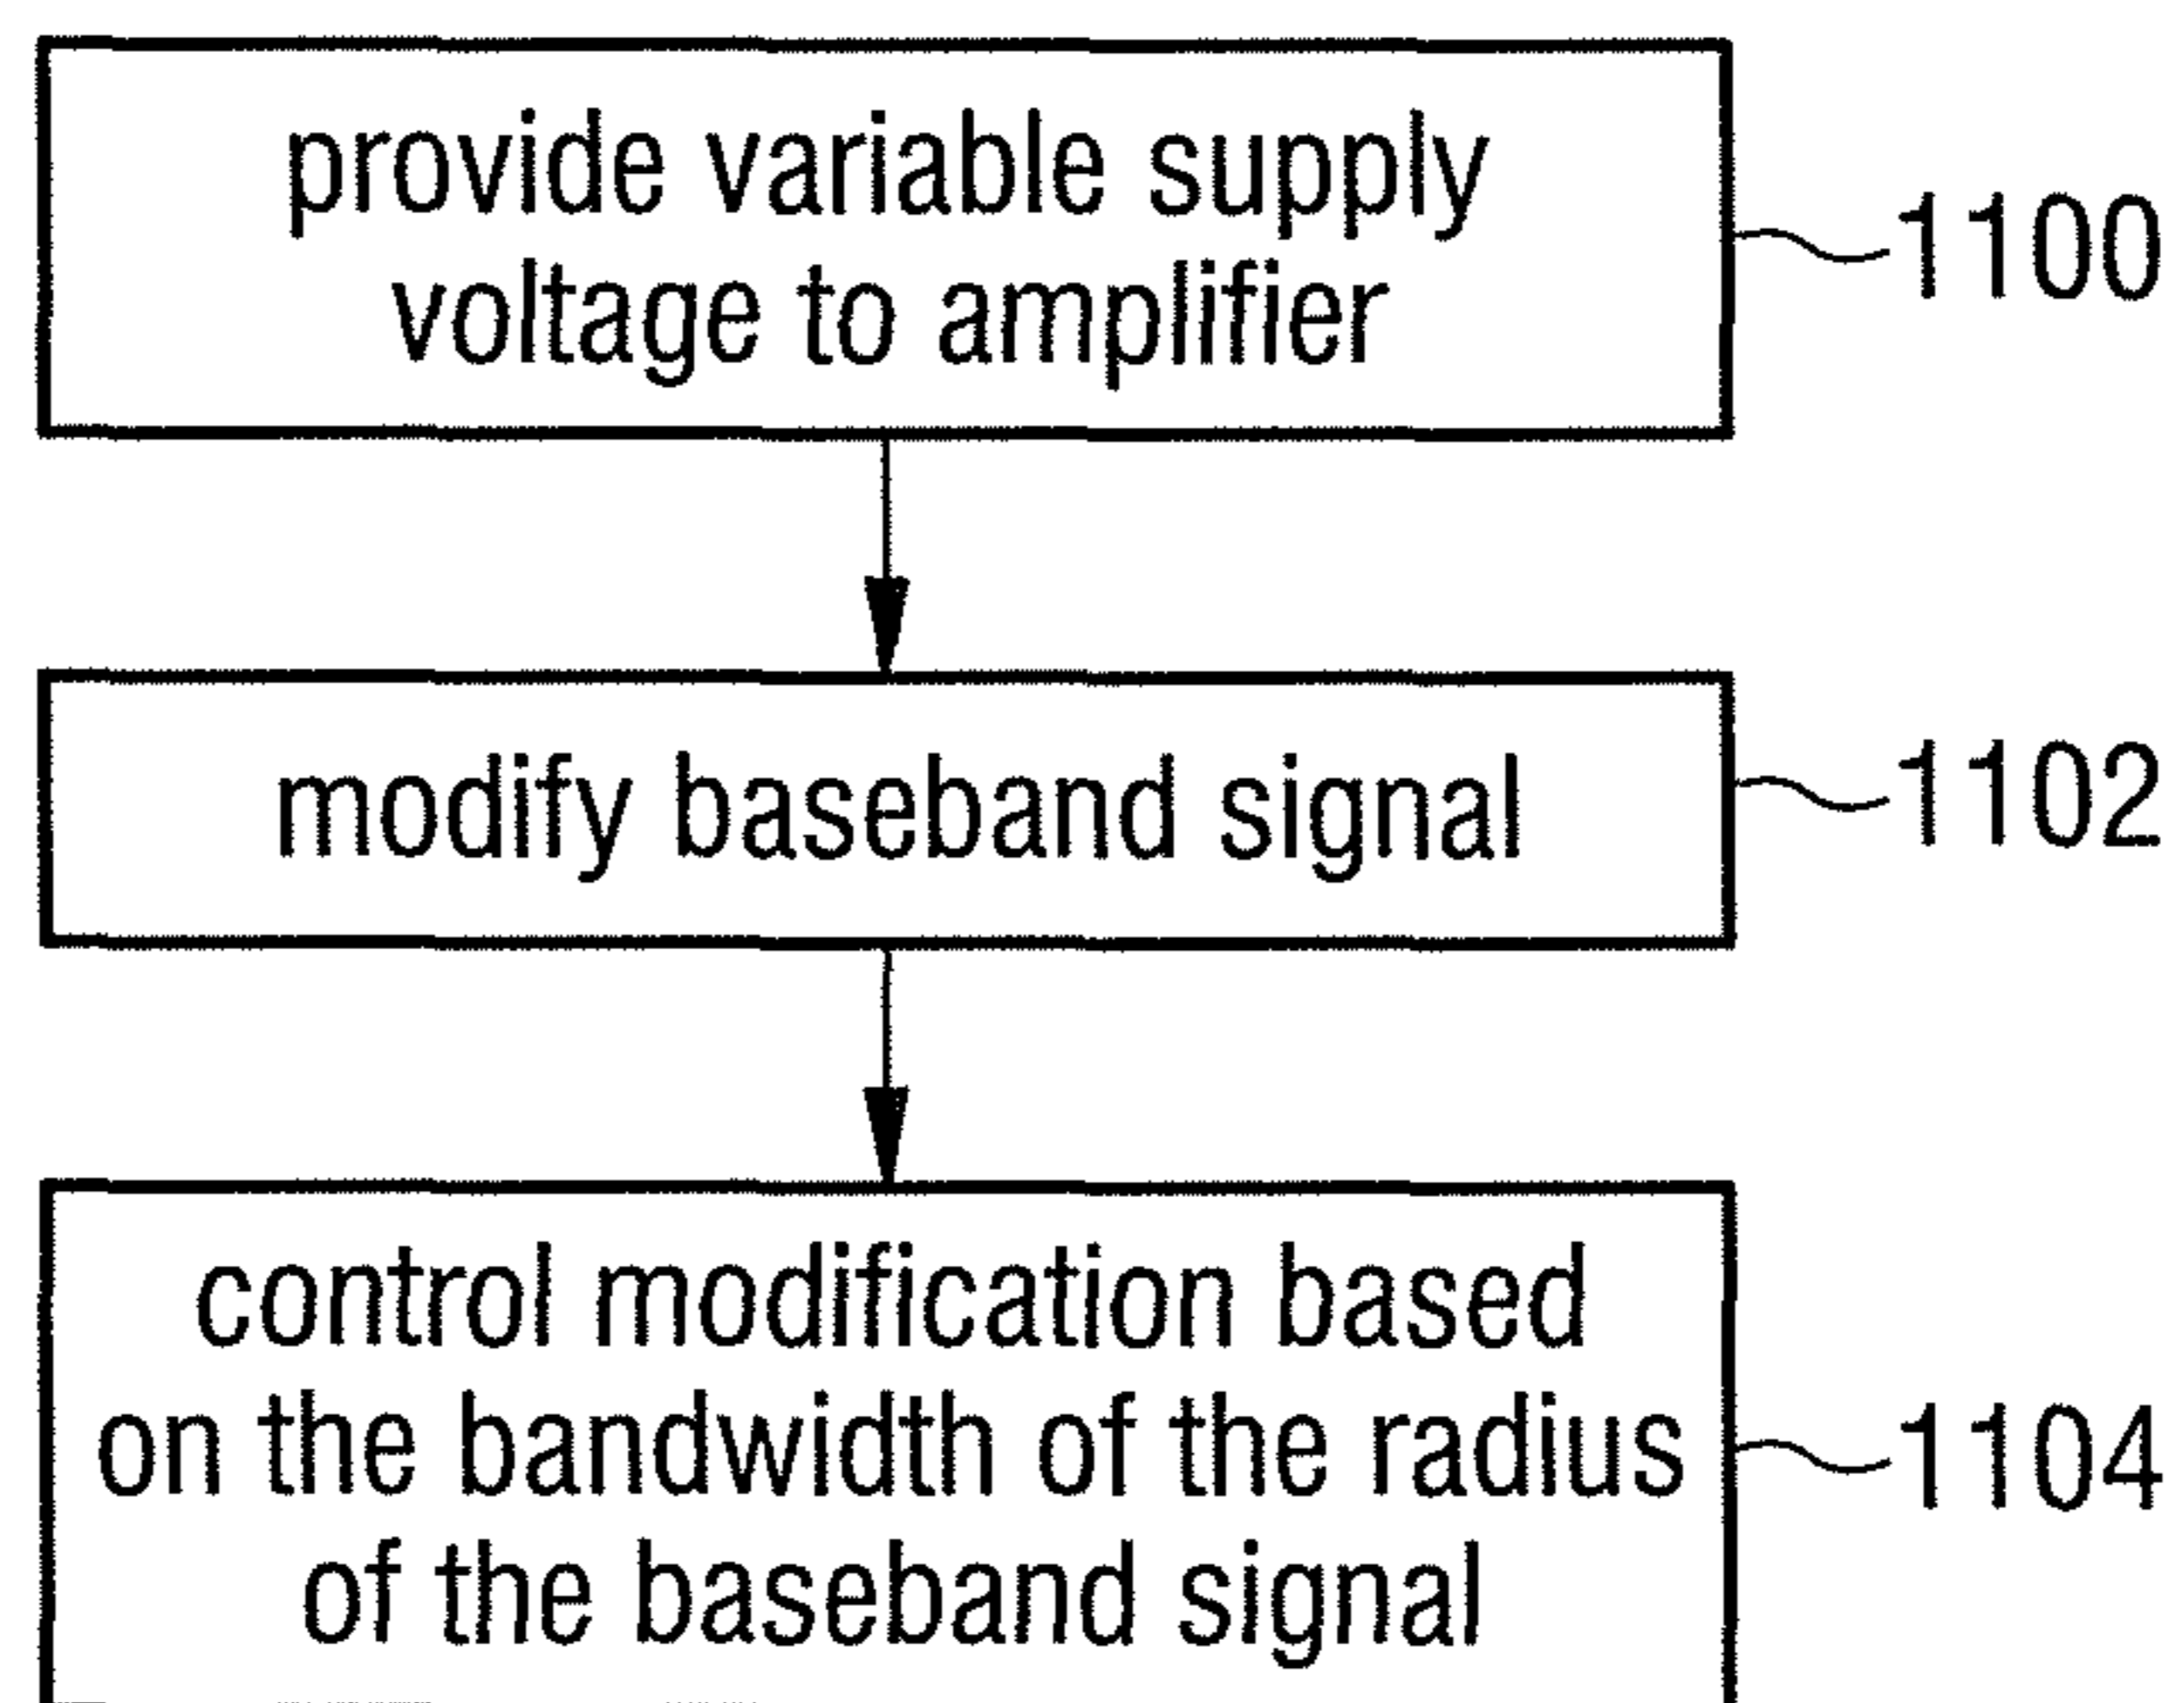 provide variable supply
voltage to amplifier
1100
modify baseband signal
1102
control modification based
on the bandwidth of the radius
of the baseband signal
1104